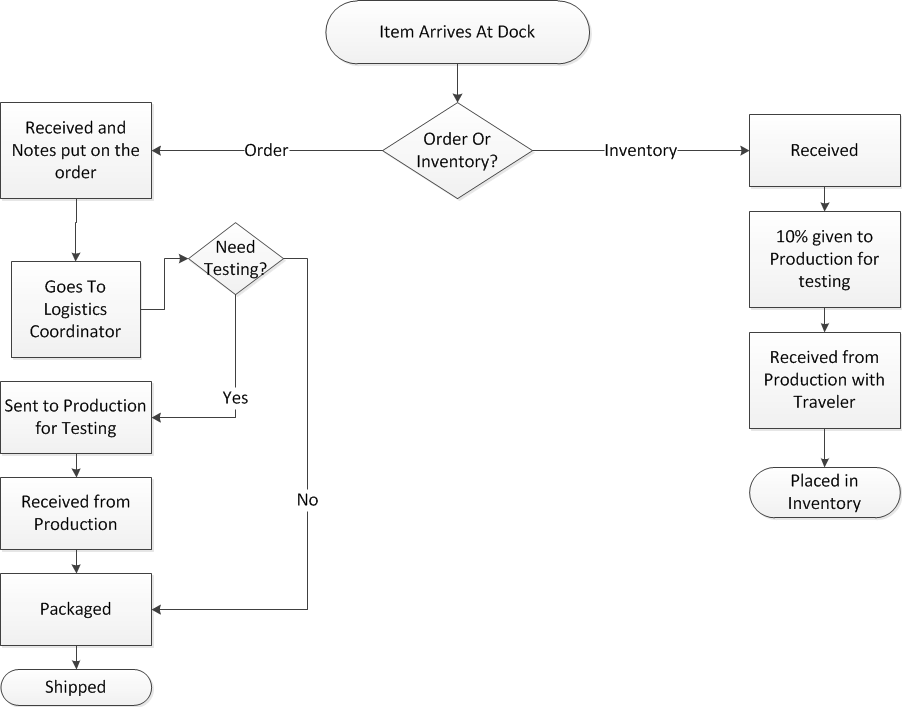 Item Arrives At Dock
Order Or
Inventory?
Order
Inventory
Received and
Notes put on the
order
Goes To
Logistics
Coordinator
Need
Testing?
Yes
No
Sent to Production
for Testing
Received from
Production
Packaged
Shipped
Received
10% given to
Production for
testing
Received from
Production with
Traveler
Placed in
Inventory